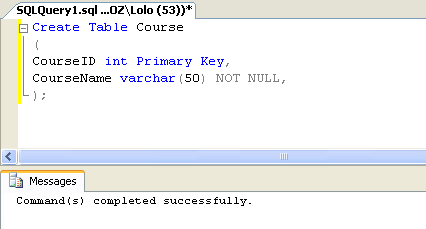 SQLQuery1.sql ...OZ\Lolo (53))*
Create Table Course
(
CourseID int Primary Key,
CourseName varchar(50) NOT NULL,
);
Messages
Command(s) completed successfully.